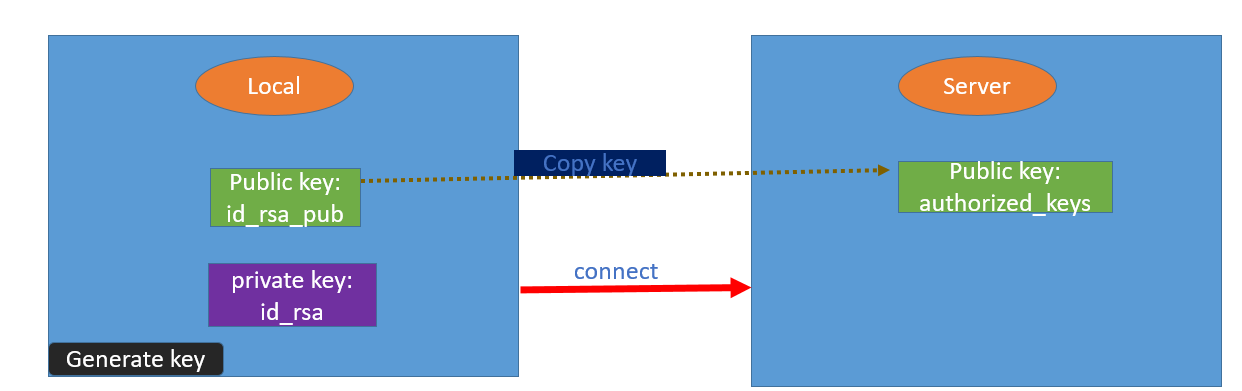 Local
Server
Copy key
Public key:
id_rsa_pub
Public key:
authorized_keys
connect
private key:
id_rsa
Generate key